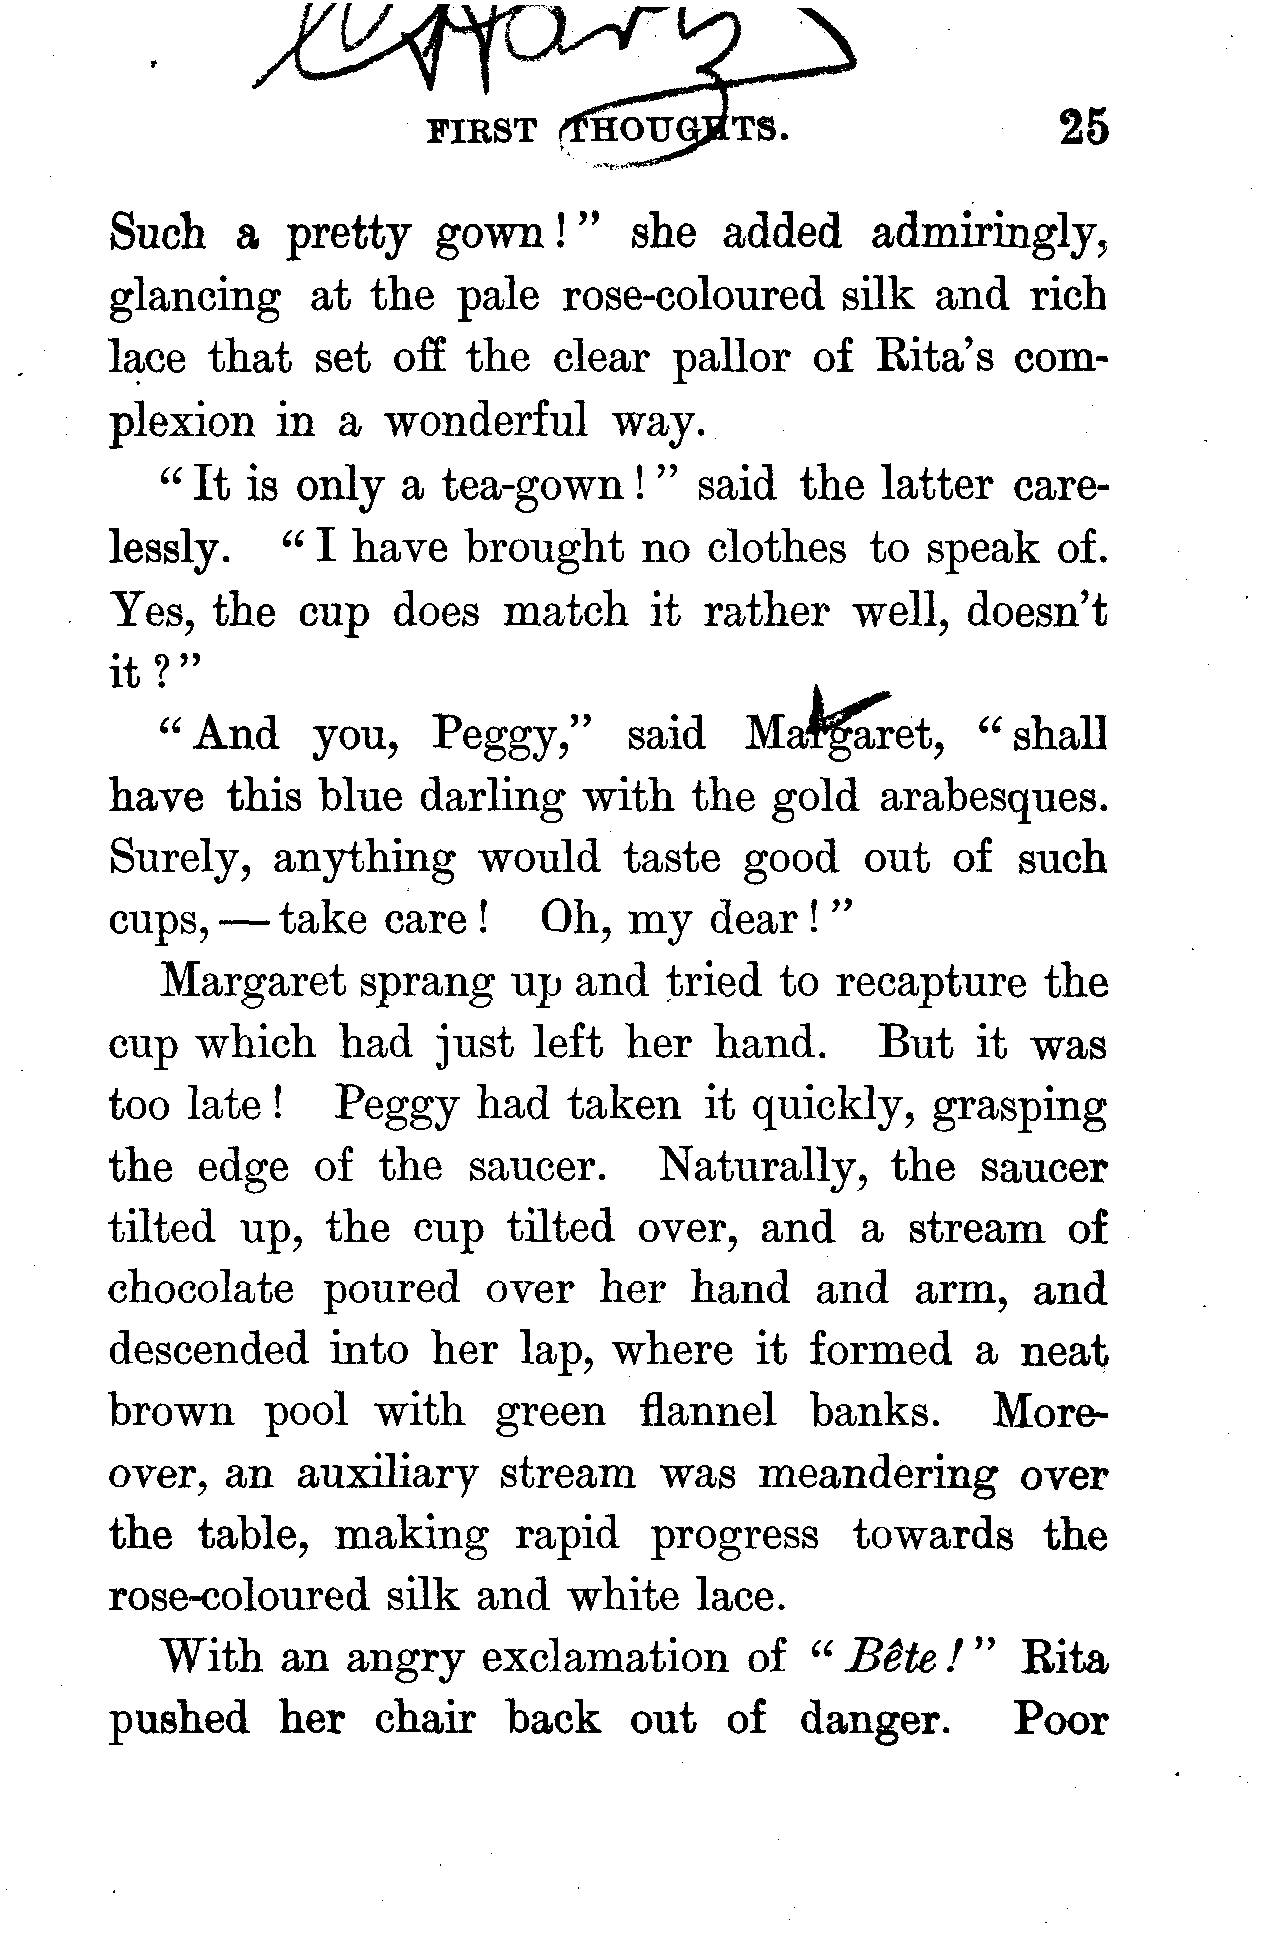 FIRST THOUGHTS. 25
Such a pretty gown!" she added admiringly,
glancing at the pale rose-coloured silk and rich
lace that set off the clear pallor of Rita's com-
plexion in a wonderful way.
"It is only a tea-gown!" said the latter care-
lessly. "I have brought no clothes to speak of.
Yes, the cup does match it rather well, doesn't
it?"
"And you, Peggy," said Margaret, "shall
have this blue darling with the gold arabesques.
Surely, anything would taste good out of such
cups,—take care! Oh, my dear!"
Margaret sprang up and tried to recapture the
cup which had just left her hand. But it was
too late! Peggy had taken it quickly, grasping
the edge of the saucer. Naturally, the saucer
tilted up, the cup tilted over, and a stream of
chocolate poured over her hand and arm, and
descended into her lap, where it formed a neat
brown pool with green flannel banks. More-
over, an auxiliary stream was meandering over
the table, making rapid progress towards the
rose-coloured silk and white lace.
With an angry exclamation of "Bête!" Rita
pushed her chair back out of danger. Poor